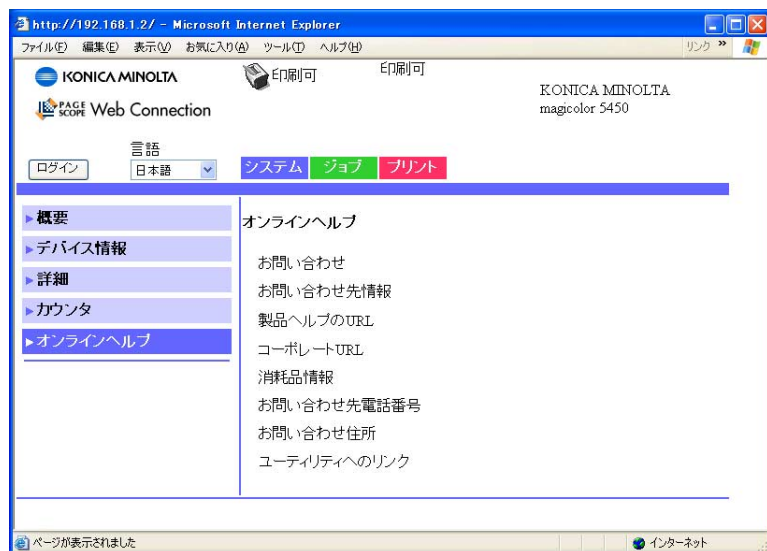 http://192.168.1.2/ - Microsoft Internet Explorer
ファイル(F) 編集(E) 表示(V) お気に入り(A) ツール(T) ヘルプ(H) リンク »
KONICA MINOLTA 印刷可 印刷可
KONICA MINOLTA
magicolor 5450
PAGE SCOPE Web Connection
言語
ログイン 日本語 システム ジョブ プリント
概要
デバイス情報
詳細
カウンタ
オンラインヘルプ
オンラインヘルプ
お問い合わせ
お問い合わせ先情報
製品ヘルプのURL
コーポレートURL
消耗品情報
お問い合わせ先電話番号
お問い合わせ住所
ユーティリティへのリンク
ページが表示されました インターネット